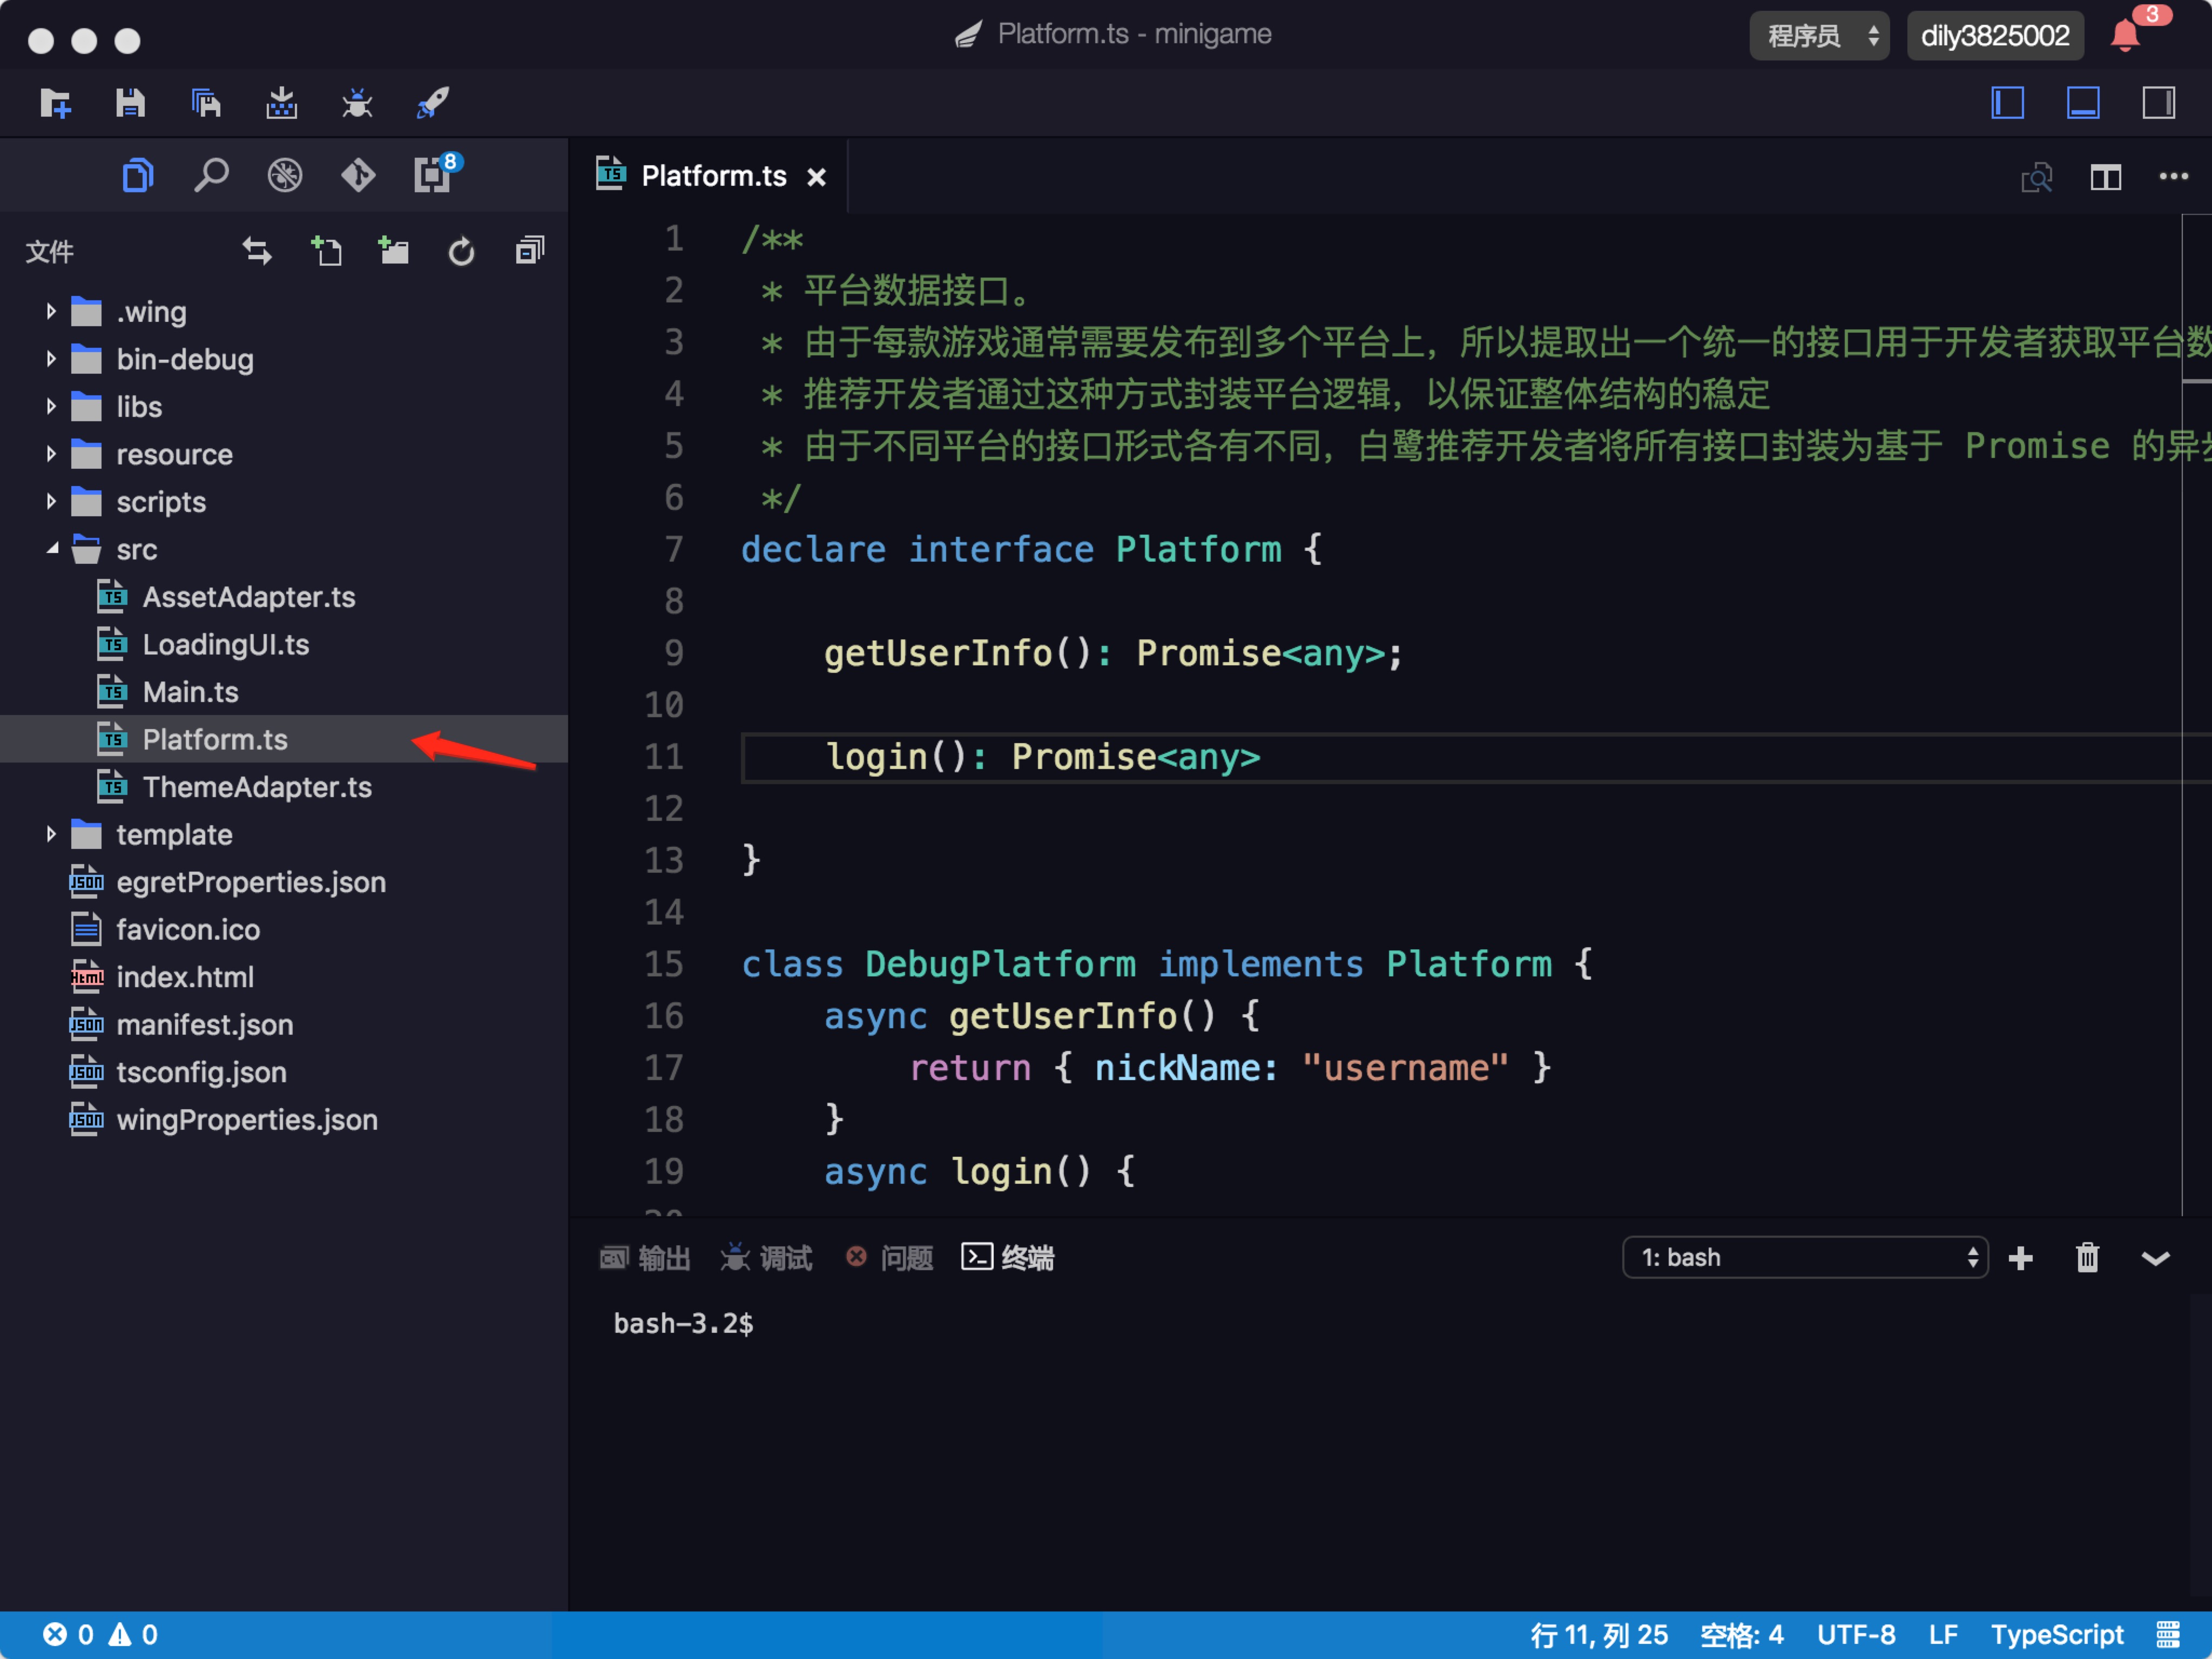 Platform.ts - minigame
程序员
dily3825002
3
8
Platform.ts
文件
.wing
bin-debug
libs
resource
scripts
src
AssetAdapter.ts
LoadingUI.ts
Main.ts
Platform.ts
ThemeAdapter.ts
template
egretProperties.json
favicon.ico
index.html
manifest.json
tsconfig.json
wingProperties.json
1 /**
2 * 平台数据接口。
3 * 由于每款游戏通常需要发布到多个平台上，所以提取出一个统一的接口用于开发者获取平台数
4 * 推荐开发者通过这种方式封装平台逻辑，以保证整体结构的稳定
5 * 由于不同平台的接口形式各有不同，白鹭推荐开发者将所有接口封装为基于 Promise 的异步
6 */
7 declare interface Platform {
8
9 getUserInfo(): Promise<any>;
10
11 login(): Promise<any>
12
13 }
14
15 class DebugPlatform implements Platform {
16 async getUserInfo() {
17 return { nickName: "username" }
18 }
19 async login() {
输出 调试 问题 终端
1: bash
bash-3.2$
0 0
行 11, 列 25 空格: 4 UTF-8 LF TypeScript